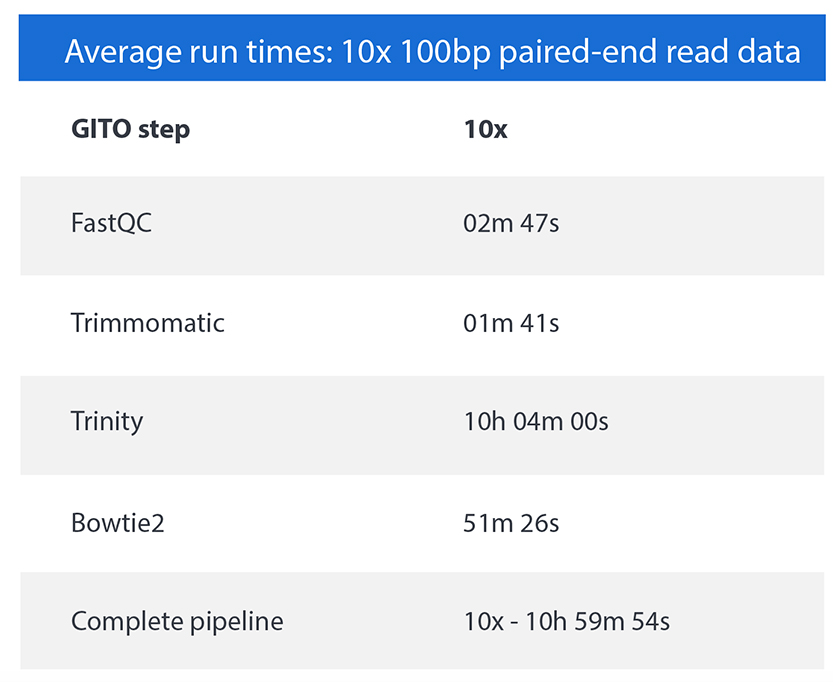 Average run times: 10x 100bp paired-end read data
GITO step 10x
FastQC 02m 47s
Trimmomatic 01m 41s
Trinity 10h 04m 00s
Bowtie2 51m 26s
Complete pipeline 10x - 10h 59m 54s